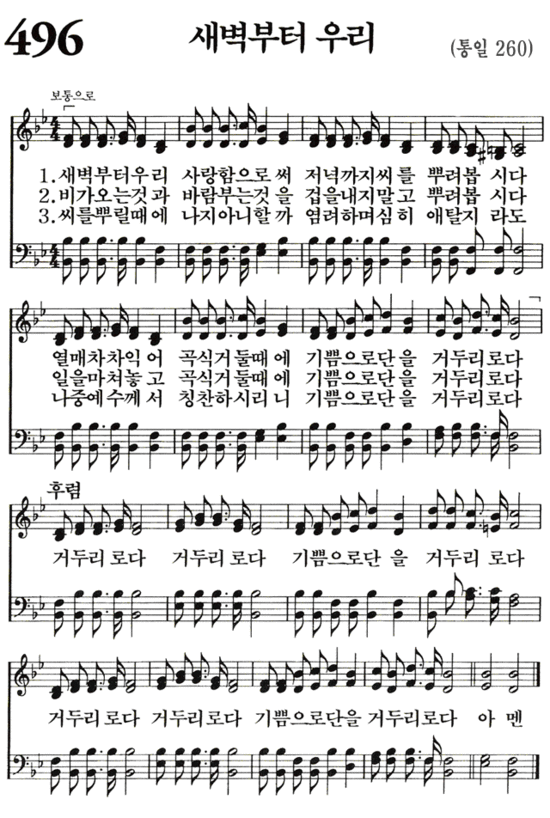 496 새벽부터 우리 (통일 260)
보통으로
1.새벽부터우리 사랑함으로써 저녁까지씨를 뿌려봅 시다
2.비가오는것과 바람부는것을 겁을내지말고 뿌려봅 시다
3.씨를뿌릴때에 나지아니할까 염려하며심히 애탈지 라도
열매차차익어 곡식거둘때에 기쁨으로단을 거두리로다
일을마쳐놓고 곡식거둘때에 기쁨으로단을 거두리로다
나중예수께서 칭찬하시리니 기쁨으로단을 거두리로다
후렴
거두리로다 거두리로다 기쁨으로단을 거두리로다
거두리로다 거두리로다 기쁨으로단을 거두리로다 아 멘